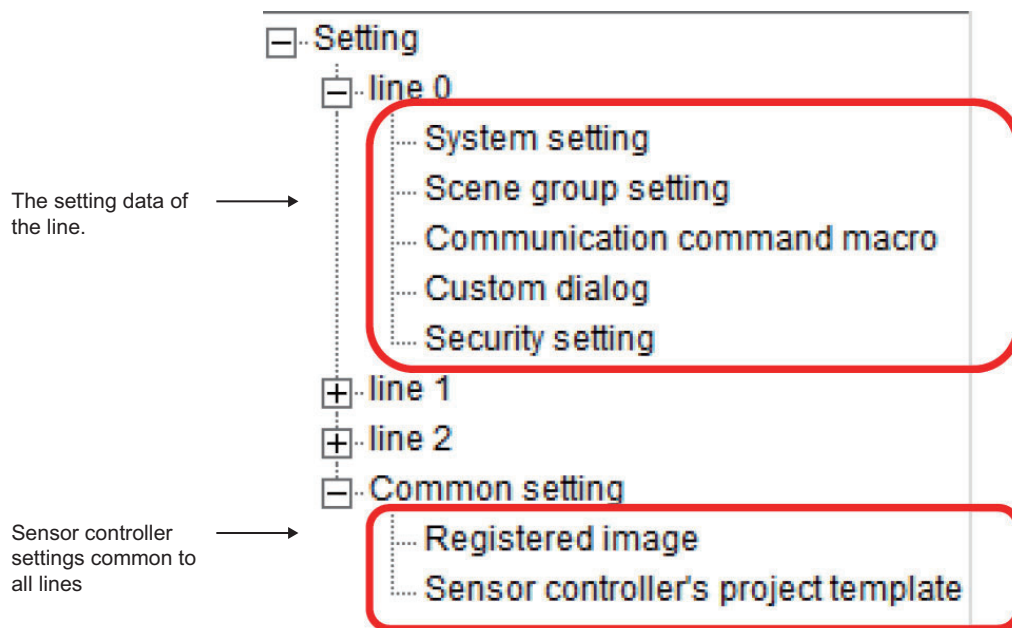 Setting
line 0
System setting
Scene group setting
The setting data of
the line.
Communication command macro
Custom dialog
Security setting
line 1
line 2
Common setting
Sensor controller
settings common to
all lines
Registered image
Sensor controller's project template